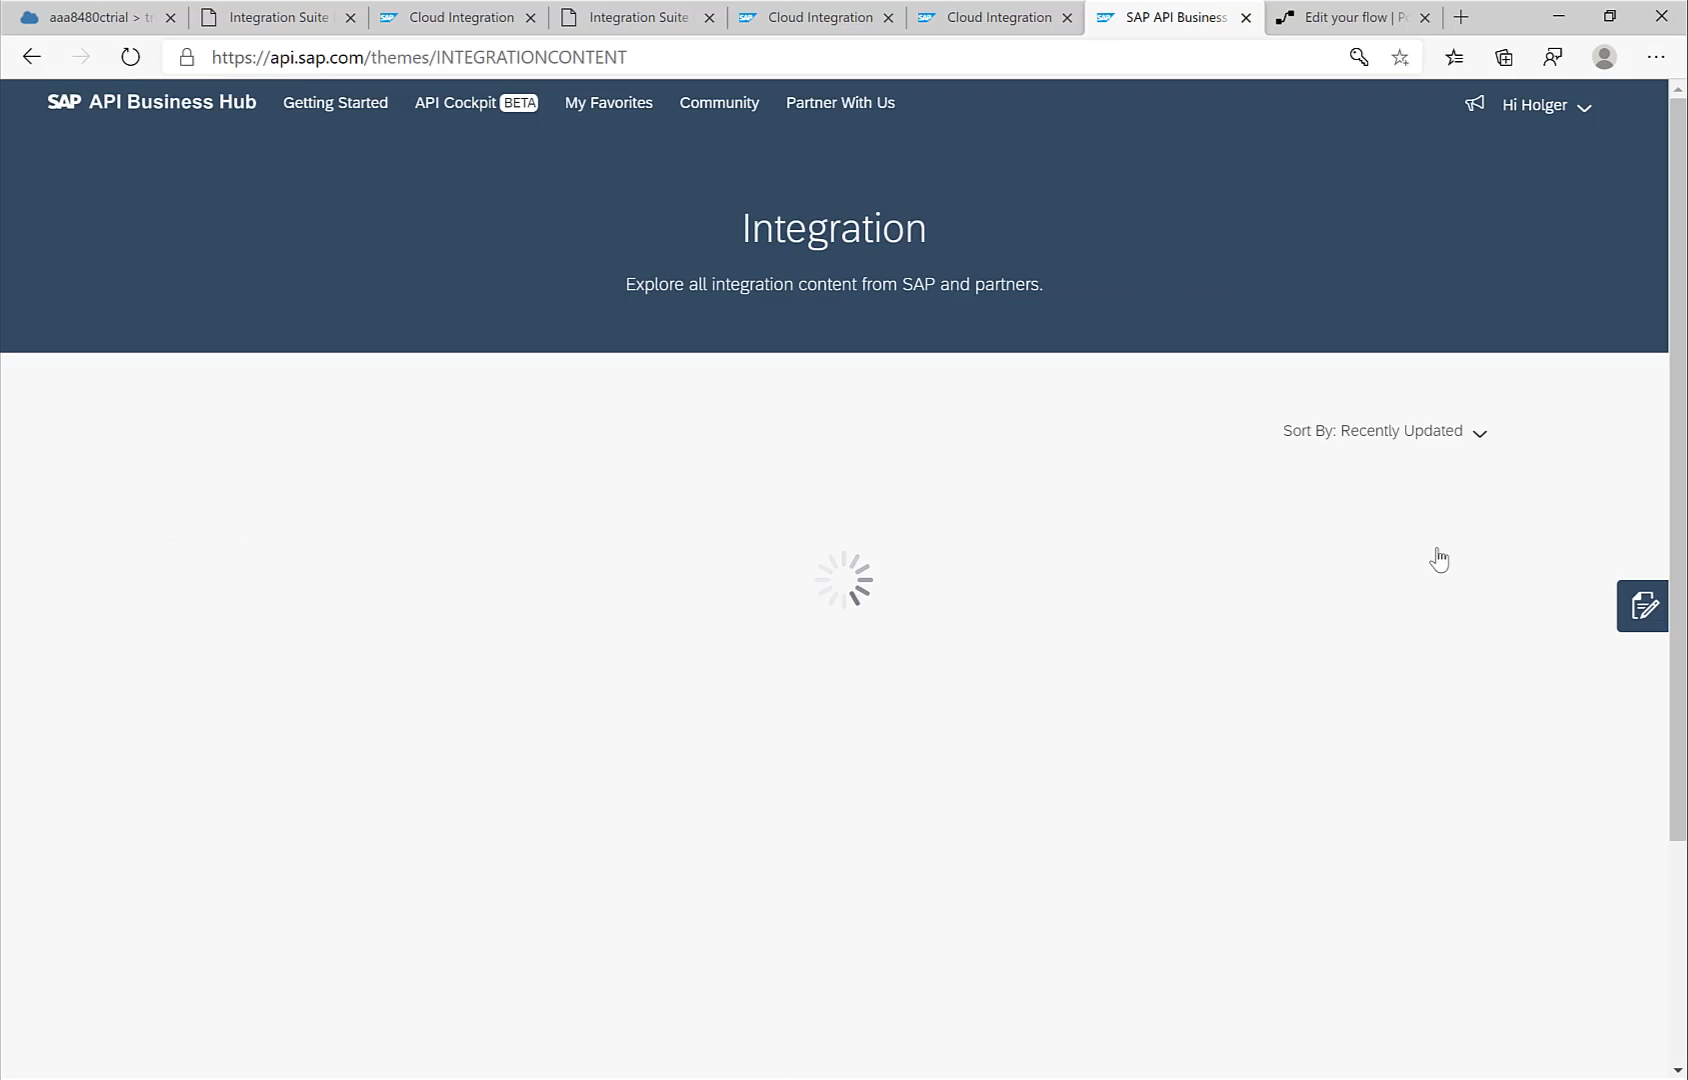 aaa8480ctrial > tr
Integration Suite
Cloud Integration
Integration Suite
Cloud Integration
Cloud Integration
SAP API Business
Edit your flow | Po
https://api.sap.com/themes/INTEGRATIONCONTENT
SAP API Business Hub
Getting Started
API Cockpit BETA
My Favorites
Community
Partner With Us
Hi Holger
Integration
Explore all integration content from SAP and partners.
Sort By: Recently Updated